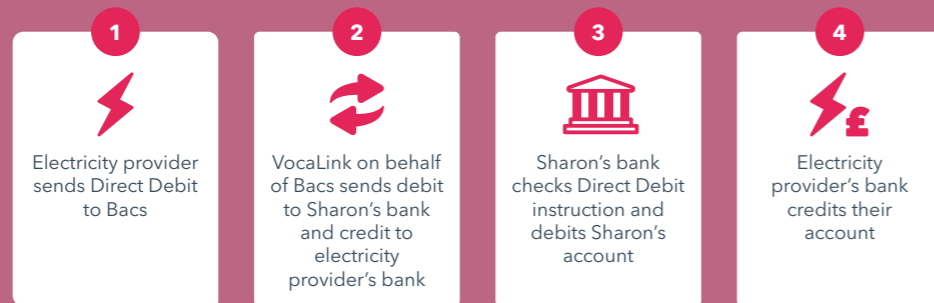 1
Electricity provider
sends Direct Debit
to Bacs
2
VocaLink on behalf
of Bacs sends debit
to Sharon's bank
and credit to
electricity
provider's bank
3
Sharon's bank
checks Direct Debit
instruction and
debits Sharon's
account
4
£
Electricity
provider's bank
credits their
account